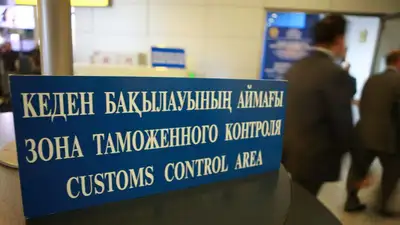 КЕДЕН БАҚЫЛАУЫНЫҢ АЙМАҒЫ
ЗОНА ТАМОЖЕННОГО КОНТРОЛЯ
CUSTOMS CONTROL AREA